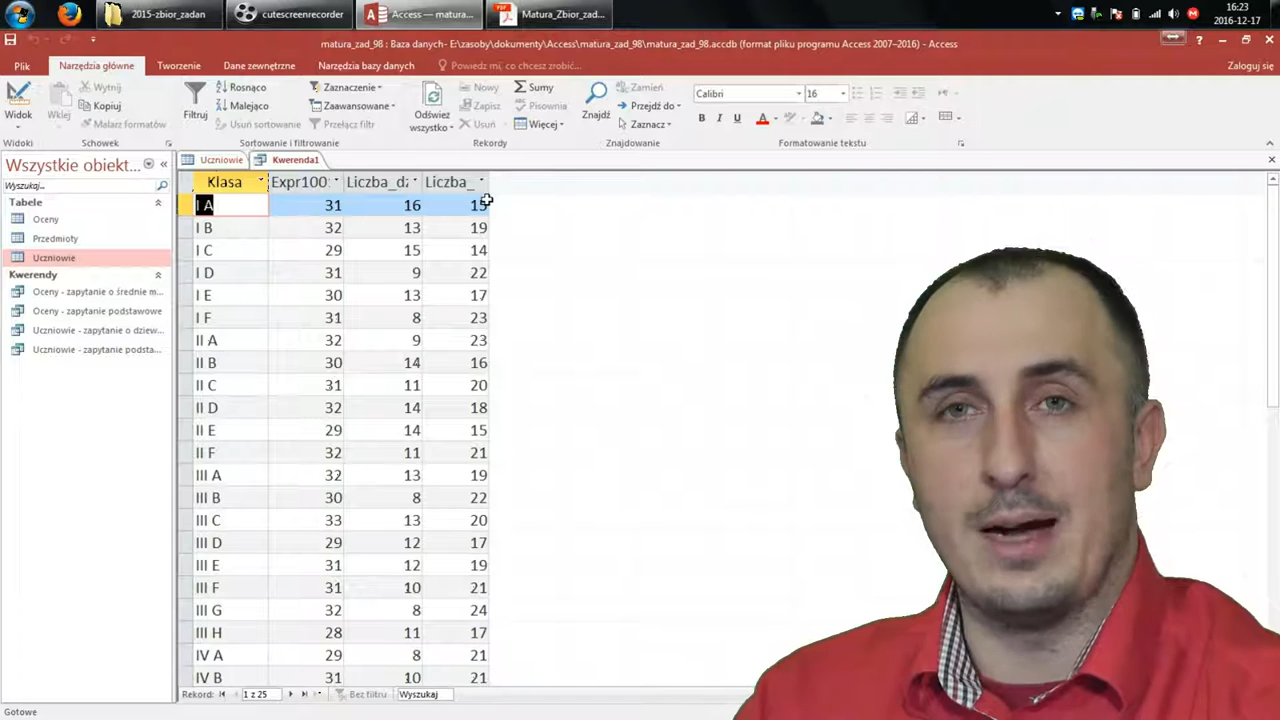 2015-zbior_zadan
cutescreenrecorder
Access — matura...
Matura_Zbior_zad...
16:23
2016-12-17
matura_zad_98 : Baza danych- E:\zasoby\dokumenty\Access\matura_zad_98\matura_zad_98.accdb (format pliku programu Access 2007–2016) - Access
Plik
Narzędzia główne
Tworzenie
Dane zewnętrzne
Narzędzia bazy danych
Powiedz mi, co chcesz zrobić...
Zaloguj się
Widok
Wklej
Wytnij
Kopiuj
Malarz formatów
Filtruj
Rosnąco
Malejąco
Usuń sortowanie
Zaznaczenie
Zaawansowane
Przełącz filtr
Odśwież
wszystko
Nowy
Zapisz
Usuń
Sumy
Pisownia
Więcej
Znajdź
Zamień
Przejdź do
Zaznacz
Calibri
16
B I U
Widoki
Schowek
Sortowanie i filtrowanie
Rekordy
Znajdowanie
Formatowanie tekstu
Wszystkie obiekt...
Wyszukaj...
Tabele
Oceny
Przedmioty
Uczniowie
Kwerendy
Oceny - zapytanie o średnie m...
Oceny - zapytanie podstawowe
Uczniowie - zapytanie o dziew...
Uczniowie - zapytanie podsta...
Uczniowie
Kwerenda1
Klasa Expr100 Liczba_dz Liczba_
I A 31 16 15
I B 32 13 19
I C 29 15 14
I D 31 9 22
I E 30 13 17
I F 31 8 23
II A 32 9 23
II B 30 14 16
II C 31 11 20
II D 32 14 18
II E 29 14 15
II F 32 11 21
III A 32 13 19
III B 30 8 22
III C 33 13 20
III D 29 12 17
III E 31 12 19
III F 31 10 21
III G 32 8 24
III H 28 11 17
IV A 29 8 21
IV B 31 10 21
Rekord: 1 z 25 Bez filtru Wyszukaj
Gotowe